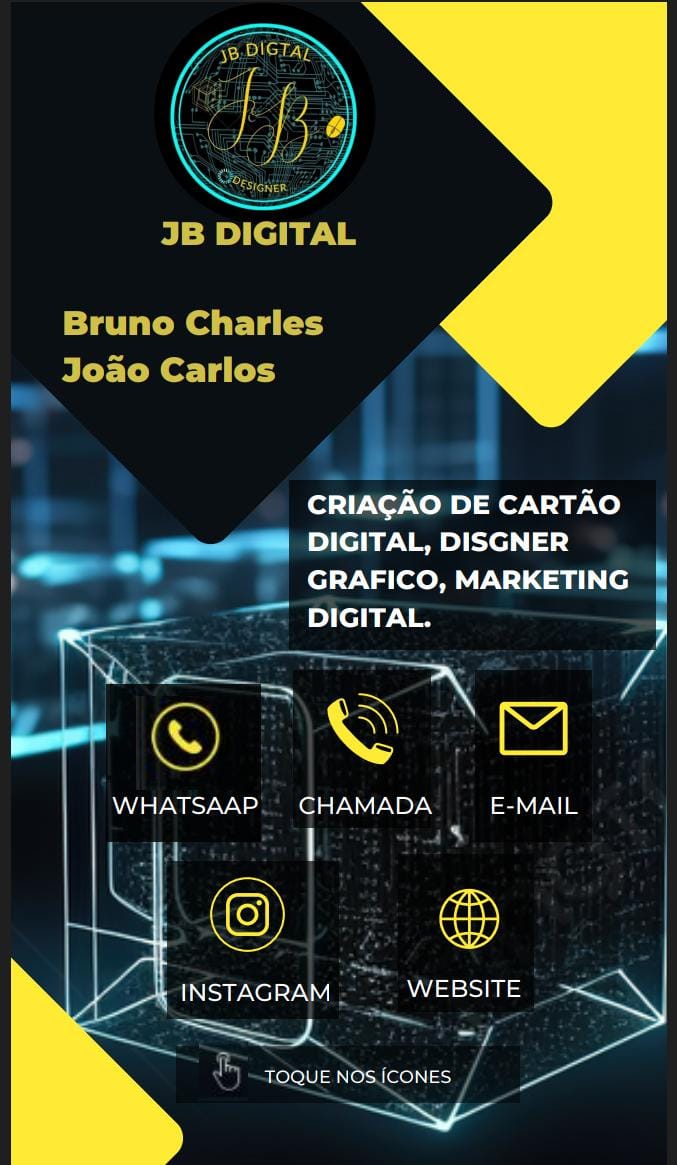 JB DIGTAL
JB
DESIGNER
JB DIGITAL
Bruno Charles
João Carlos
CRIAÇÃO DE CARTÃO
DIGITAL, DISGNER
GRAFICO, MARKETING
DIGITAL.
WHATSAAP
CHAMADA
E-MAIL
INSTAGRAM
WEBSITE
TOQUE NOS ÍCONES